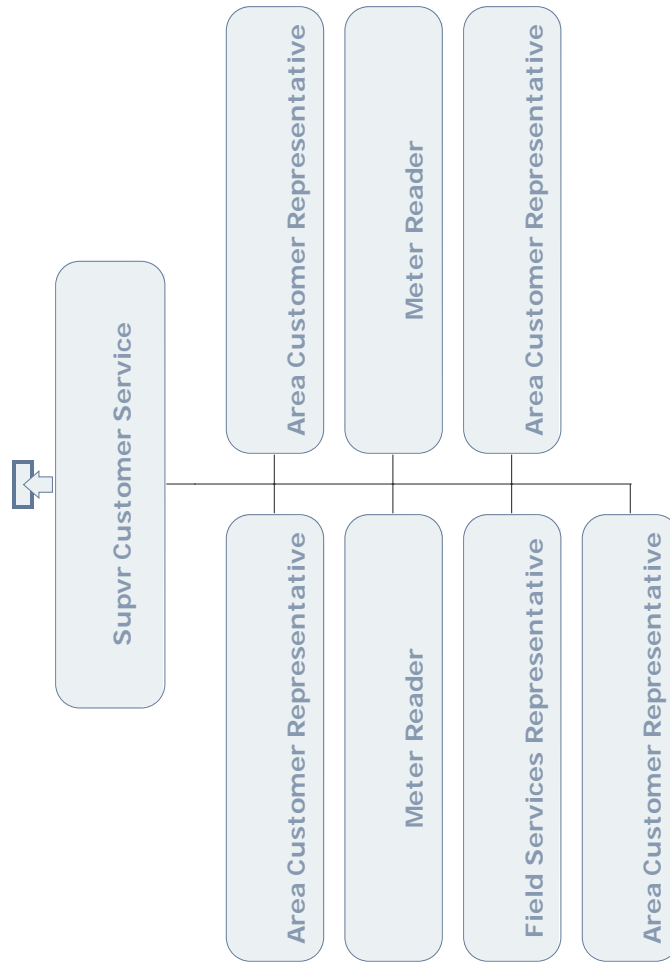 Supvr Customer Service
Area Customer Representative
Area Customer Representative
Meter Reader
Meter Reader
Field Services Representative
Area Customer Representative
Area Customer Representative